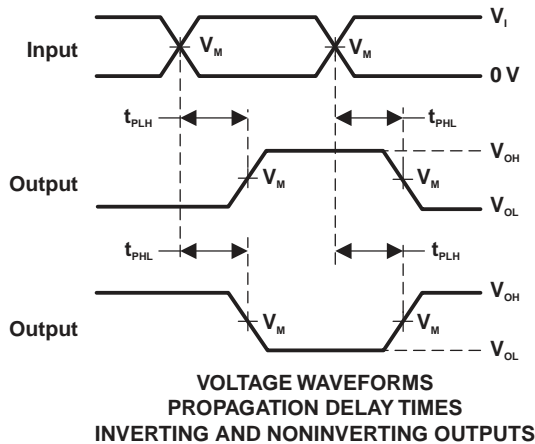 V_I
Input
V_M
V_M
0 V
t_PLH
t_PHL
V_OH
Output
V_M
V_M
V_OL
t_PHL
t_PLH
V_OH
Output
V_M
V_M
V_OL
VOLTAGE WAVEFORMS
PROPAGATION DELAY TIMES
INVERTING AND NONINVERTING OUTPUTS